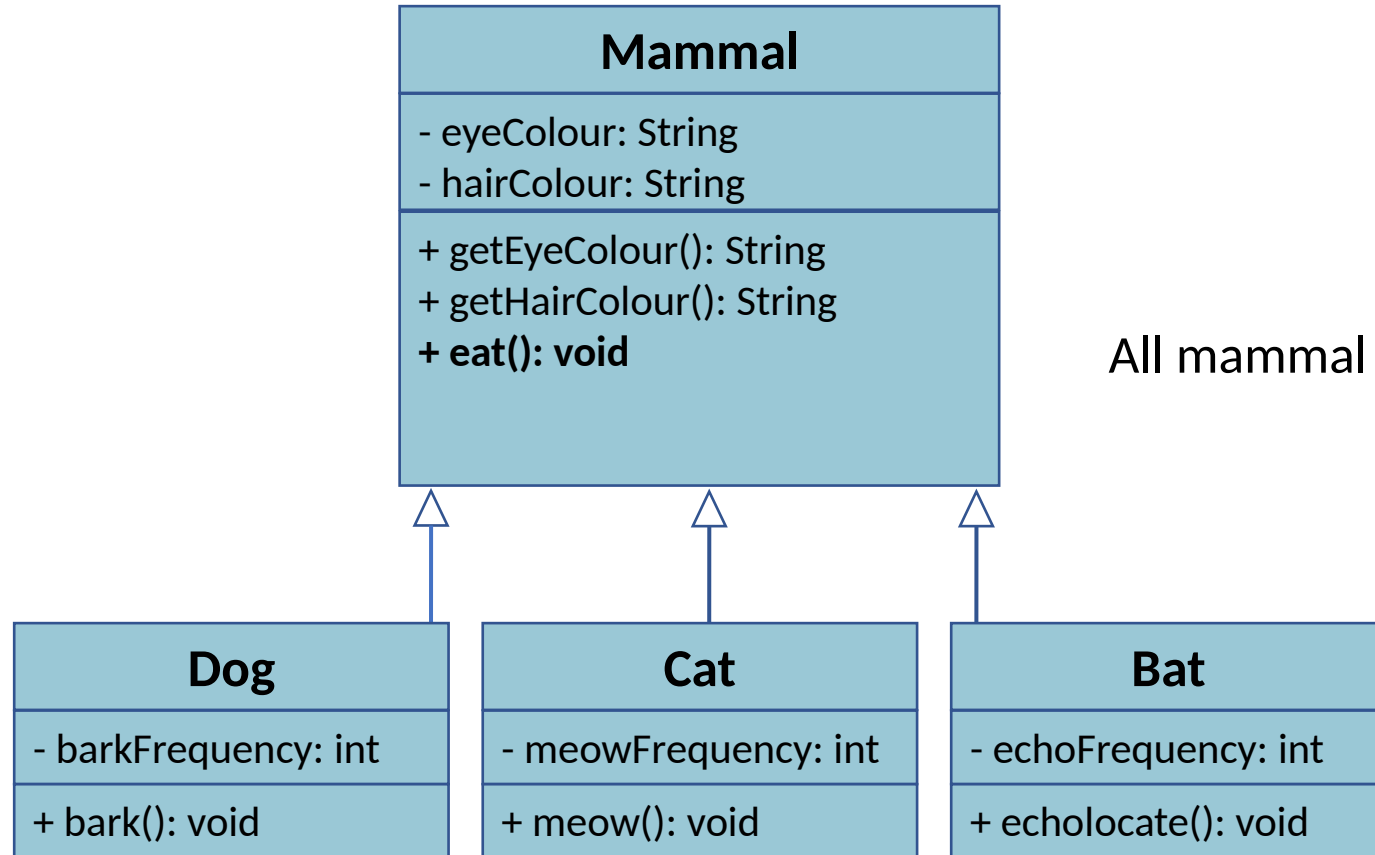 Mammal
- eyeColour: String
- hairColour: String
+ getEyeColour(): String
+ getHairColour(): String
+ eat(): void
All mammal
Dog
- barkFrequency: int
+ bark(): void
Cat
- meowFrequency: int
+ meow(): void
Bat
- echoFrequency: int
+ echolocate(): void